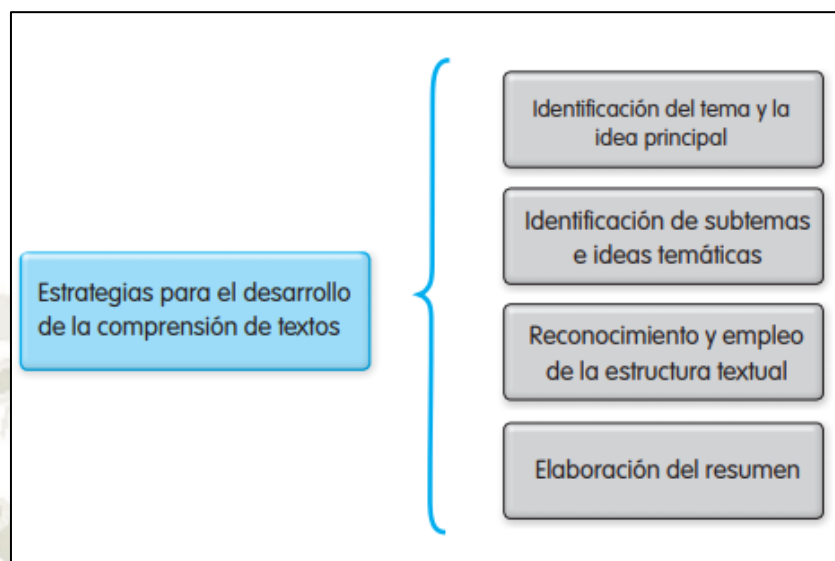 Estrategias para el desarrollo
de la comprensión de textos
Identificación del tema y la
idea principal
Identificación de subtemas
e ideas temáticas
Reconocimiento y empleo
de la estructura textual
Elaboración del resumen